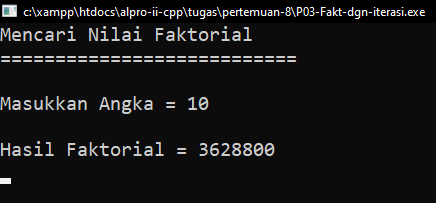 c:\xampp\htdocs\alpro-ii-cpp\tugas\pertemuan-8\P03-Fakt-dgn-iterasi.exe
Mencari Nilai Faktorial
===========================
Masukkan Angka = 10
Hasil Faktorial = 3628800